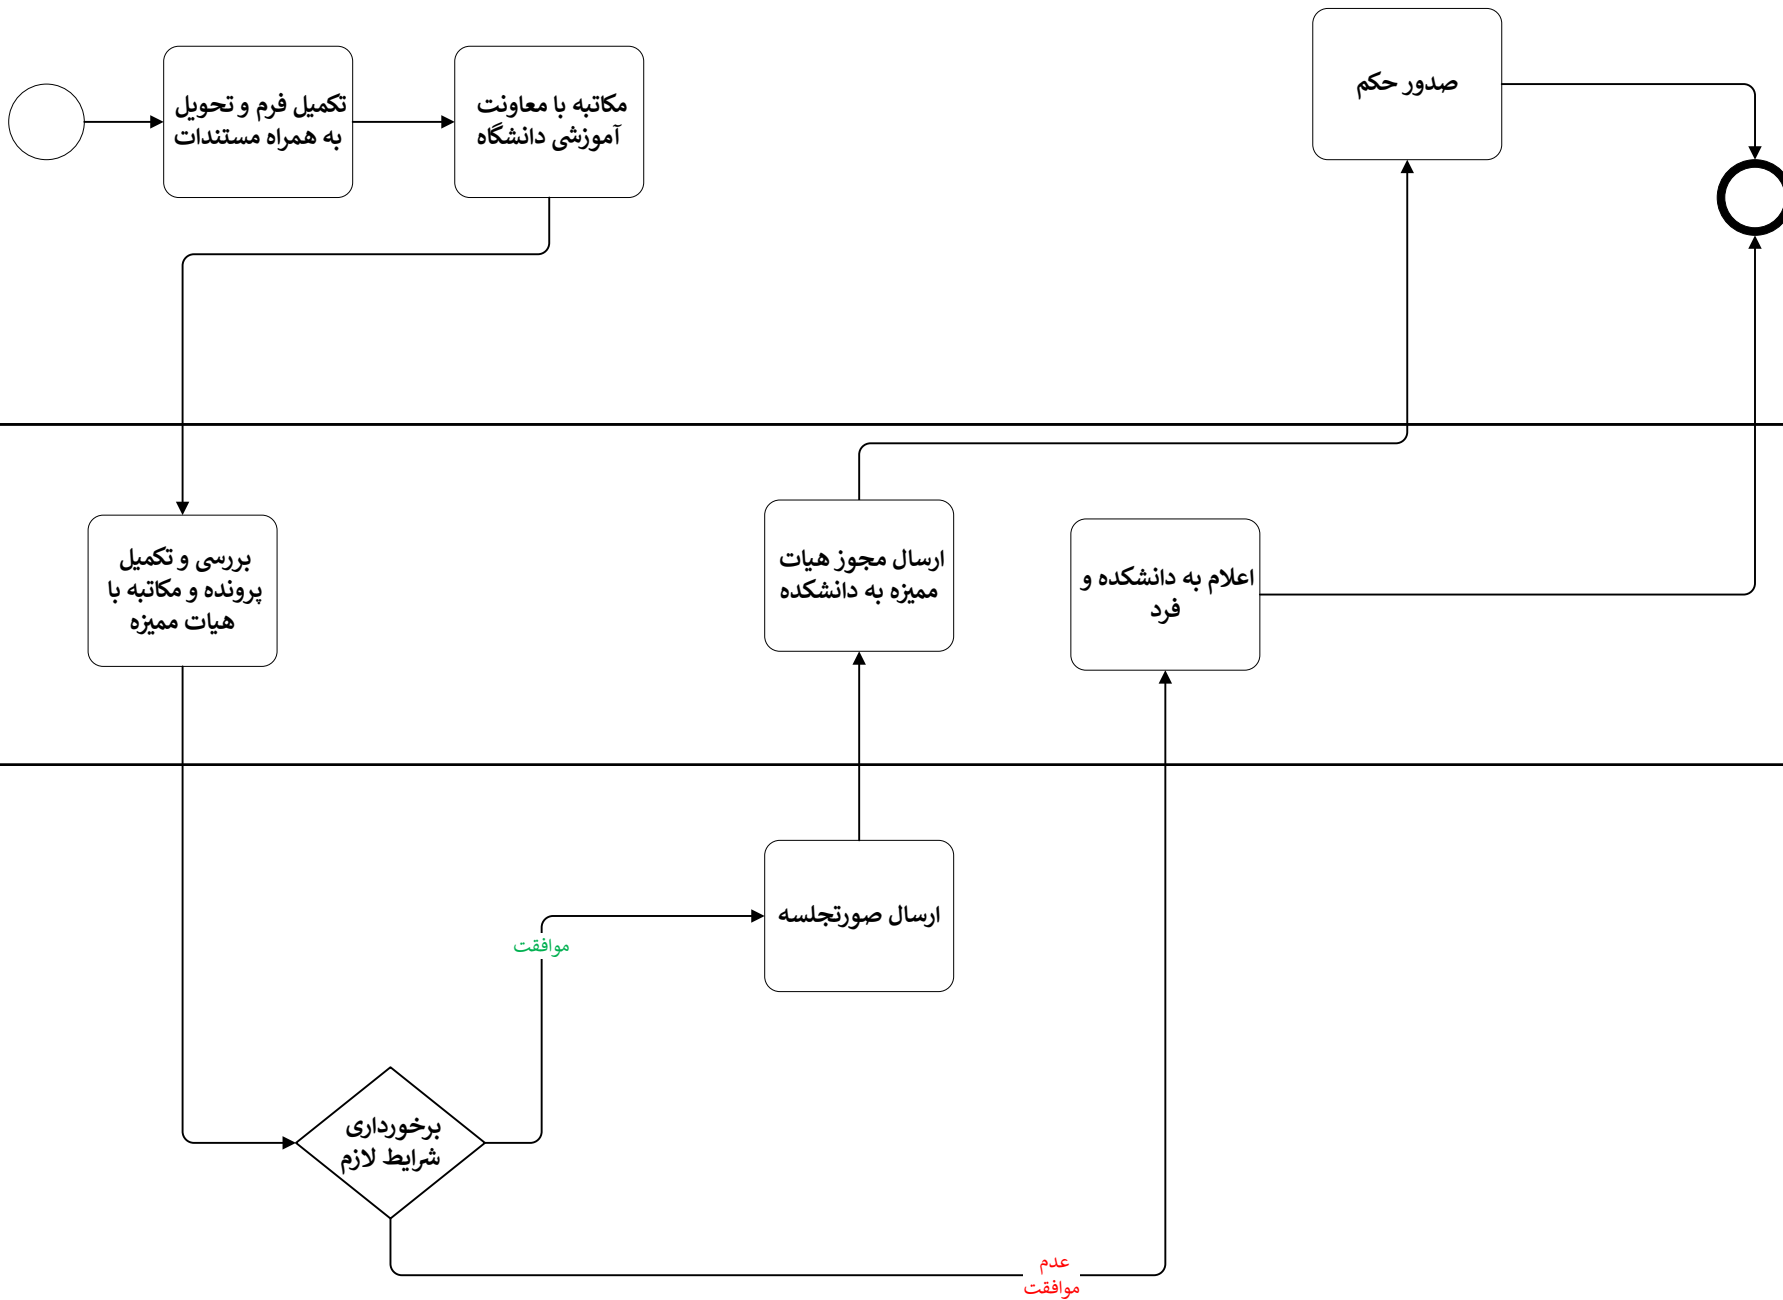 تکمیل فرم و تحویل
به همراه مستندات
مکاتبه با معاونت
آموزشی دانشگاه
صدور حکم
بررسی و تکمیل
پرونده و مکاتبه با
هیات ممیزه
ارسال مجوز هیات
ممیزه به دانشکده
اعلام به دانشکده و
فرد
ارسال صورتجلسه
موافقت
برخورداری
شرایط لازم
عدم
موافقت